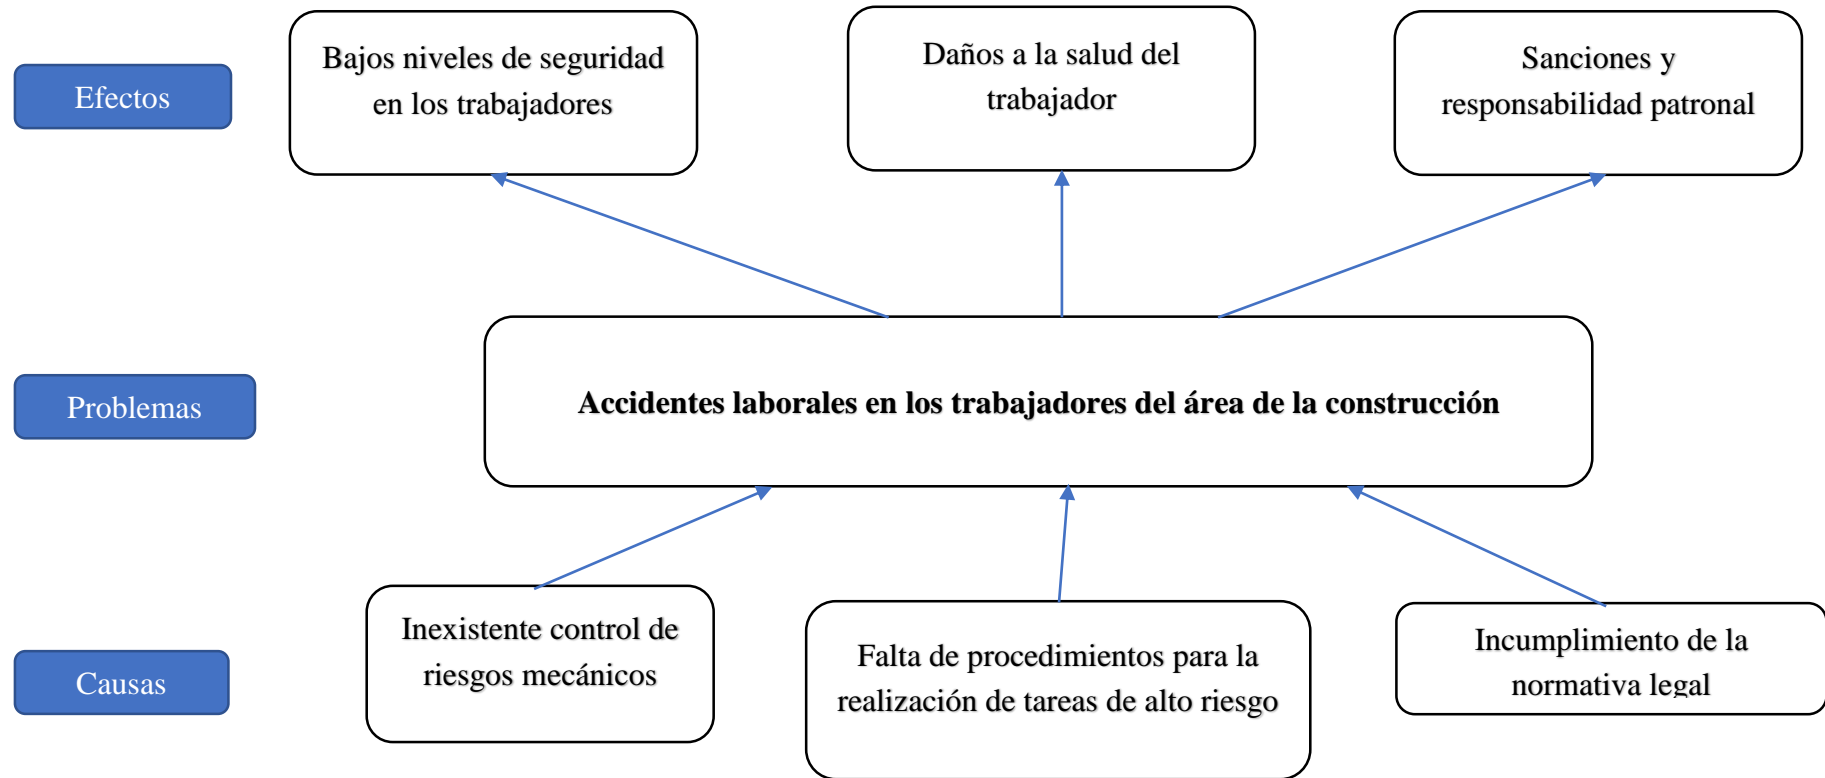 Efectos
Bajos niveles de seguridad
en los trabajadores
Daños a la salud del
trabajador
Sanciones y
responsabilidad patronal
Problemas
Accidentes laborales en los trabajadores del área de la construcción
Causas
Inexistente control de
riesgos mecánicos
Falta de procedimientos para la
realización de tareas de alto riesgo
Incumplimiento de la
normativa legal